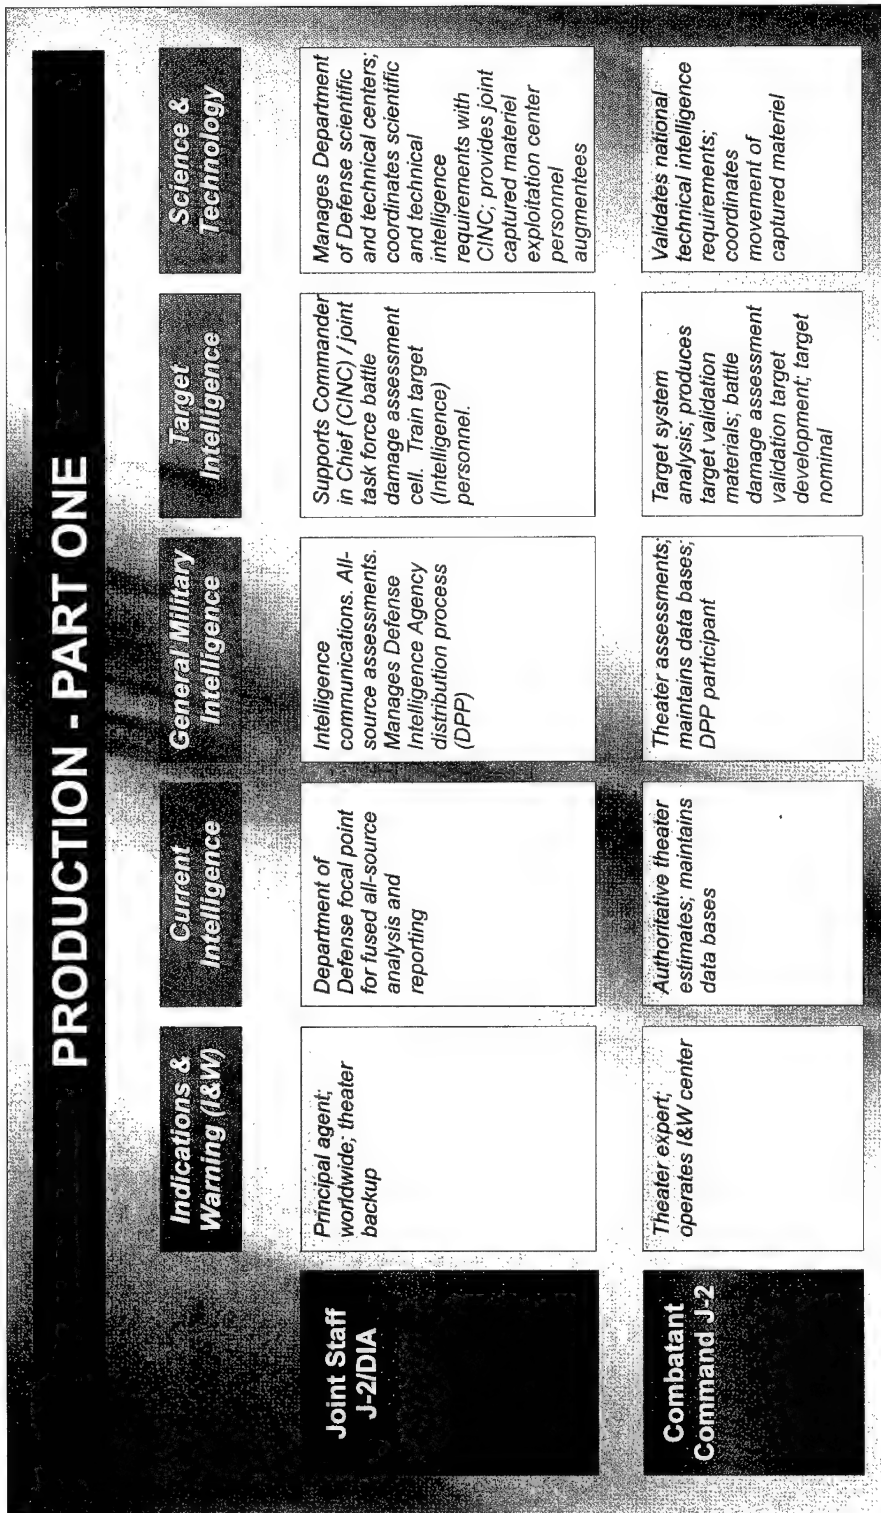 PRODUCTION - PART ONE
Indications &
Warning (I&W)
Current
Intelligence
General Military
Intelligence
Target
Intelligence
Science &
Technology
Joint Staff
J-2/DIA
Principal agent;
worldwide; theater
backup
Department of
Defense focal point
for fused all-source
analysis and
reporting
Intelligence
communications. All-
source assessments.
Manages Defense
Intelligence Agency
distribution process
(DPP)
Supports Commander
in Chief (CINC) / joint
task force battle
damage assessment
cell. Train target
(Intelligence)
personnel.
Manages Department
of Defense scientific
and technical centers;
coordinates scientific
and technical
intelligence
requirements with
CINC; provides joint
captured materiel
exploitation center
personnel
augmentees
Combatant
Command J-2
Theater expert;
operates I&W center
Authoritative theater
estimates; maintains
data bases
Theater assessments;
maintains data bases;
DPP participant
Target system
analysis; produces
target validation
materials; battle
damage assessment
validation target
development; target
nominal
Validates national
technical intelligence
requirements;
coordinates
movement of
captured materiel